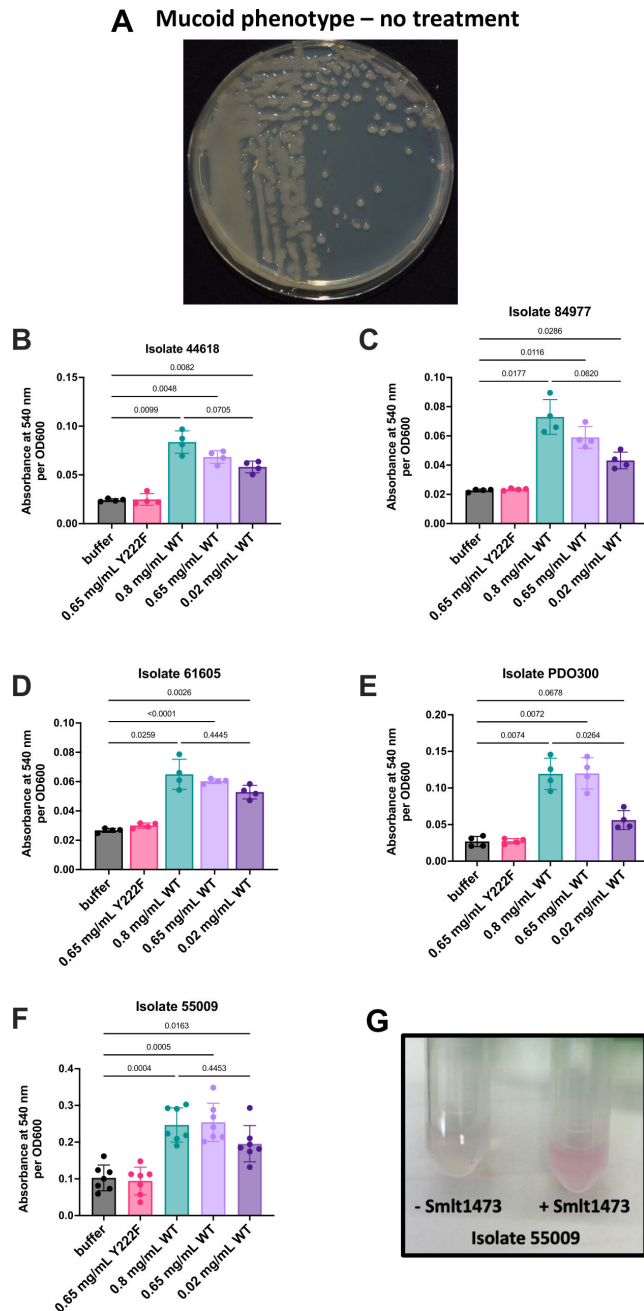 A Mucoid phenotype – no treatment
B
Isolate 44618
0.0082
0.0048
0.0099
0.0705
Absorbance at 540 nm
per OD600
0.15
0.10
0.05
0.00
buffer
0.65 mg/mL Y222F
0.8 mg/mL WT
0.65 mg/mL WT
0.02 mg/mL WT
C
Isolate 84977
0.0286
0.0116
0.0177
0.0620
Absorbance at 540 nm
per OD600
0.10
0.08
0.06
0.04
0.02
0.00
buffer
0.65 mg/mL Y222F
0.8 mg/mL WT
0.65 mg/mL WT
0.02 mg/mL WT
D
Isolate 61605
0.0026
<0.0001
0.0259
0.4445
Absorbance at 540 nm
per OD600
0.10
0.08
0.06
0.04
0.02
0.00
buffer
0.65 mg/mL Y222F
0.8 mg/mL WT
0.65 mg/mL WT
0.02 mg/mL WT
E
Isolate PDO300
0.0678
0.0072
0.0074
0.0264
Absorbance at 540 nm
per OD600
0.20
0.15
0.10
0.05
0.00
buffer
0.65 mg/mL Y222F
0.8 mg/mL WT
0.65 mg/mL WT
0.02 mg/mL WT
F
Isolate 55009
0.0163
0.0005
0.0004
0.4453
Absorbance at 540 nm
per OD600
0.4
0.3
0.2
0.1
0.0
buffer
0.65 mg/mL Y222F
0.8 mg/mL WT
0.65 mg/mL WT
0.02 mg/mL WT
G
- Smlt1473
+ Smlt1473
Isolate 55009